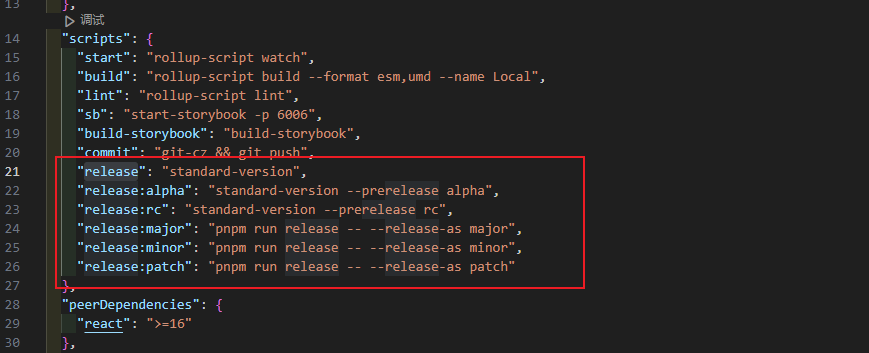 13 },
调试
14 "scripts": {
15 "start": "rollup-script watch",
16 "build": "rollup-script build --format esm,umd --name Local",
17 "lint": "rollup-script lint",
18 "sb": "start-storybook -p 6006",
19 "build-storybook": "build-storybook",
20 "commit": "git-cz && git push",
21 "release": "standard-version",
22 "release:alpha": "standard-version --prerelease alpha",
23 "release:rc": "standard-version --prerelease rc",
24 "release:major": "pnpm run release -- --release-as major",
25 "release:minor": "pnpm run release -- --release-as minor",
26 "release:patch": "pnpm run release -- --release-as patch"
27 },
28 "peerDependencies": {
29 "react": ">=16"
30 },